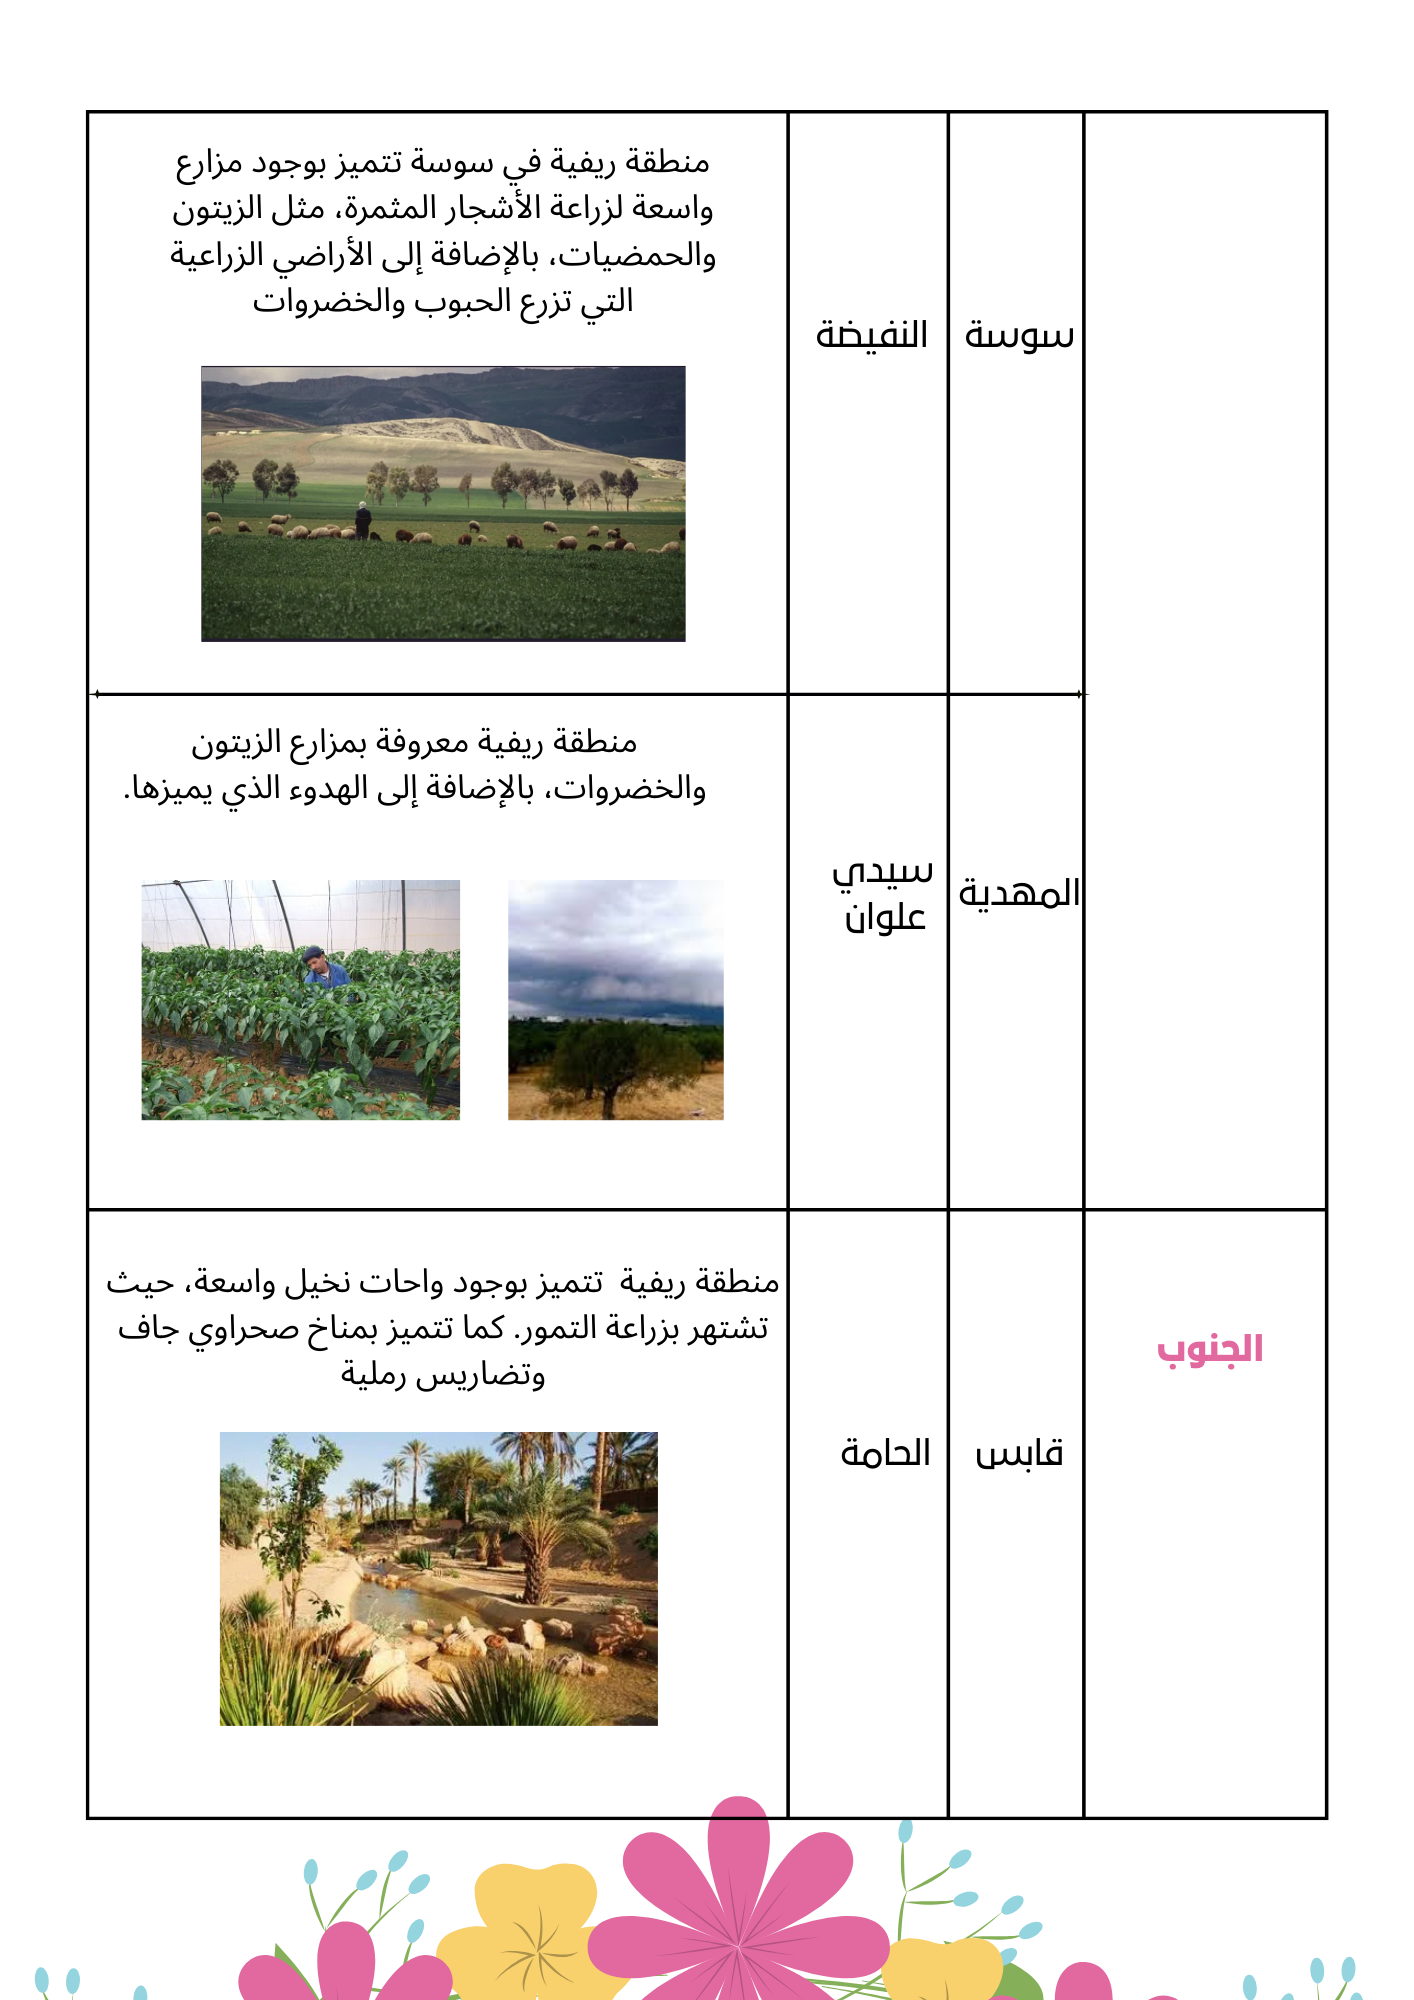 سوسة
النفيضة
منطقة ريفية في سوسة تتميز بوجود مزارع
واسعة لزراعة الأشجار المثمرة، مثل الزيتون
والحمضيات، بالإضافة إلى الأراضي الزراعية
التي تزرع الحبوب والخضروات
المهدية
سيدي
علوان
منطقة ريفية معروفة بمزارع الزيتون
والخضروات، بالإضافة إلى الهدوء الذي يميزها.
الجنوب
قابس
الحامة
منطقة ريفية تتميز بوجود واحات نخيل واسعة، حيث
تشتهر بزراعة التمور. كما تتميز بمناخ صحراوي جاف
وتضاريس رملية